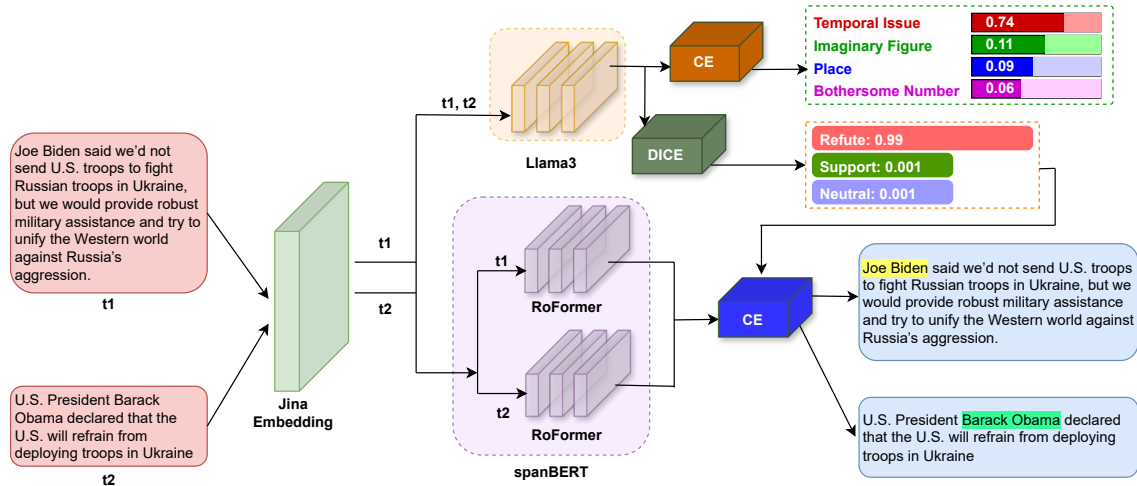 Joe Biden said we'd not
send U.S. troops to fight
Russian troops in Ukraine,
but we would provide robust
military assistance and try to
unify the Western world
against Russia's
aggression.
t1
U.S. President Barack
Obama declared that the
U.S. will refrain from
deploying troops in Ukraine
t2
Jina
Embedding
t1
t2
t1, t2
Llama3
t1
RoFormer
t2
RoFormer
spanBERT
CE
DICE
Temporal Issue 0.74
Imaginary Figure 0.11
Place 0.09
Bothersome Number 0.06
Refute: 0.99
Support: 0.001
Neutral: 0.001
CE
Joe Biden said we'd not send U.S. troops
to fight Russian troops in Ukraine, but we
would provide robust military assistance
and try to unify the Western world against
Russia's aggression.
U.S. President Barack Obama declared
that the U.S. will refrain from deploying
troops in Ukraine